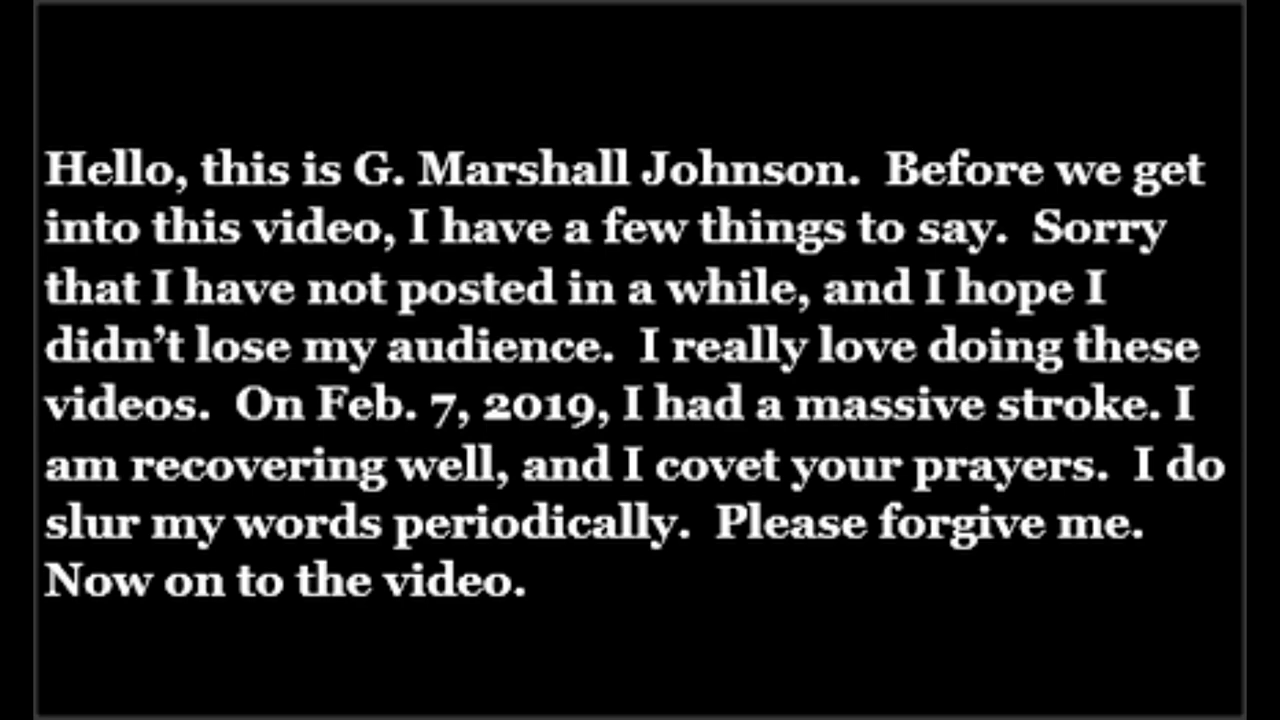 Hello, this is G. Marshall Johnson.  Before we get
into this video, I have a few things to say.  Sorry
that I have not posted in a while, and I hope I
didn’t lose my audience.  I really love doing these
videos.  On Feb. 7, 2019, I had a massive stroke. I
am recovering well, and I covet your prayers.  I do
slur my words periodically.  Please forgive me.
Now on to the video.